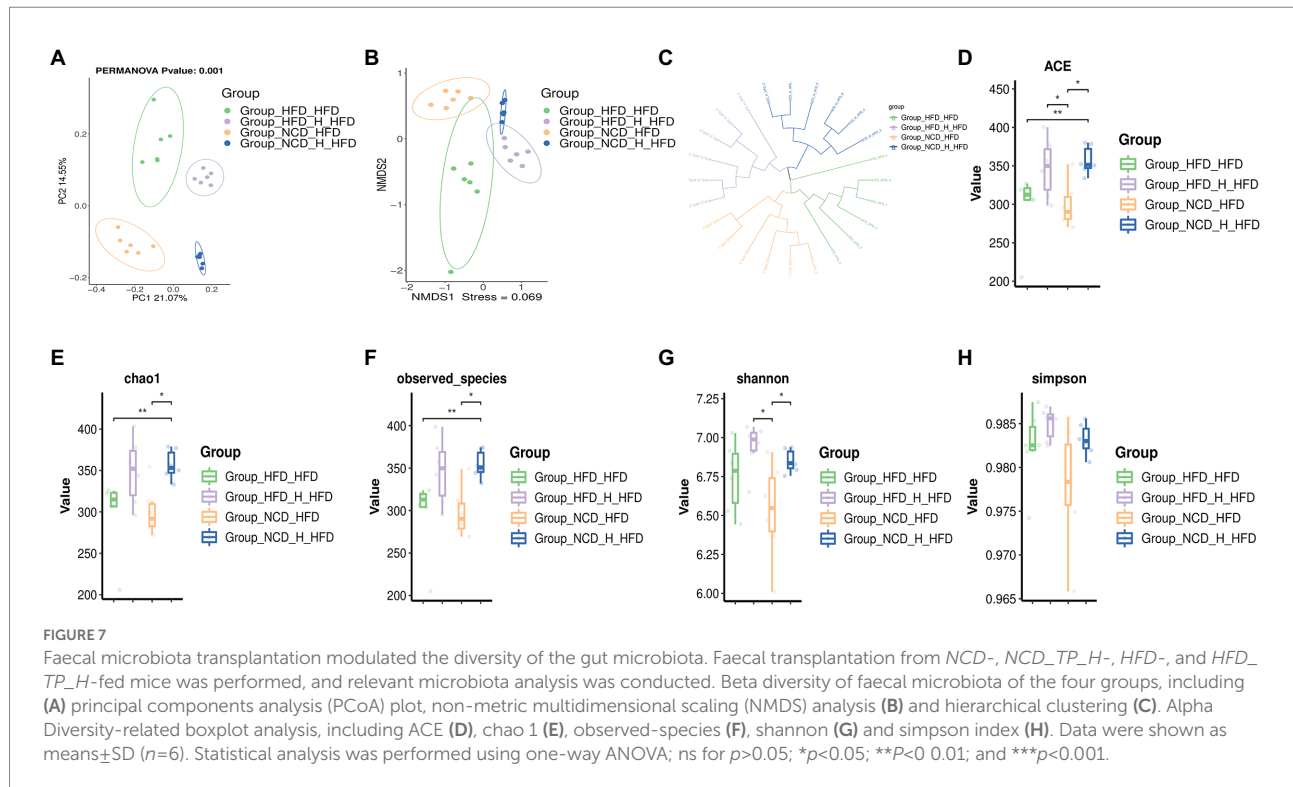 A
PERMANOVA Pvalue: 0.001
PC2 14.55%
0.2
0.0
−0.2
−0.4
−0.2
0.0
0.2
PC1 21.07%
Group
Group_HFD_HFD
Group_HFD_H_HFD
Group_NCD_HFD
Group_NCD_H_HFD
B
NMDS2
1
0
−1
−2
−2
−1
0
1
NMDS1 Stress = 0.069
Group
Group_HFD_HFD
Group_HFD_H_HFD
Group_NCD_HFD
Group_NCD_H_HFD
C
group
Group_HFD_HFD
Group_HFD_H_HFD
Group_NCD_HFD
Group_NCD_H_HFD
D
ACE
Value
450
400
350
300
250
200
*
*
**
Group
Group_HFD_HFD
Group_HFD_H_HFD
Group_NCD_HFD
Group_NCD_H_HFD
E
chao1
Value
400
350
300
250
200
*
**
Group
Group_HFD_HFD
Group_HFD_H_HFD
Group_NCD_HFD
Group_NCD_H_HFD
F
observed_species
Value
400
350
300
250
200
*
**
Group
Group_HFD_HFD
Group_HFD_H_HFD
Group_NCD_HFD
Group_NCD_H_HFD
G
shannon
Value
7.25
7.00
6.75
6.50
6.25
6.00
*
*
Group
Group_HFD_HFD
Group_HFD_H_HFD
Group_NCD_HFD
Group_NCD_H_HFD
H
simpson
Value
0.985
0.980
0.975
0.970
0.965
Group
Group_HFD_HFD
Group_HFD_H_HFD
Group_NCD_HFD
Group_NCD_H_HFD
FIGURE 7
Faecal microbiota transplantation modulated the diversity of the gut microbiota. Faecal transplantation from NCD-, NCD_TP_H-, HFD-, and HFD_
TP_H-fed mice was performed, and relevant microbiota analysis was conducted. Beta diversity of faecal microbiota of the four groups, including
(A) principal components analysis (PCoA) plot, non-metric multidimensional scaling (NMDS) analysis (B) and hierarchical clustering (C). Alpha
Diversity-related boxplot analysis, including ACE (D), chao 1 (E), observed-species (F), shannon (G) and simpson index (H). Data were shown as
means±SD (n=6). Statistical analysis was performed using one-way ANOVA; ns for p>0.05; *p<0.05; **P<0 0.01; and ***p<0.001.